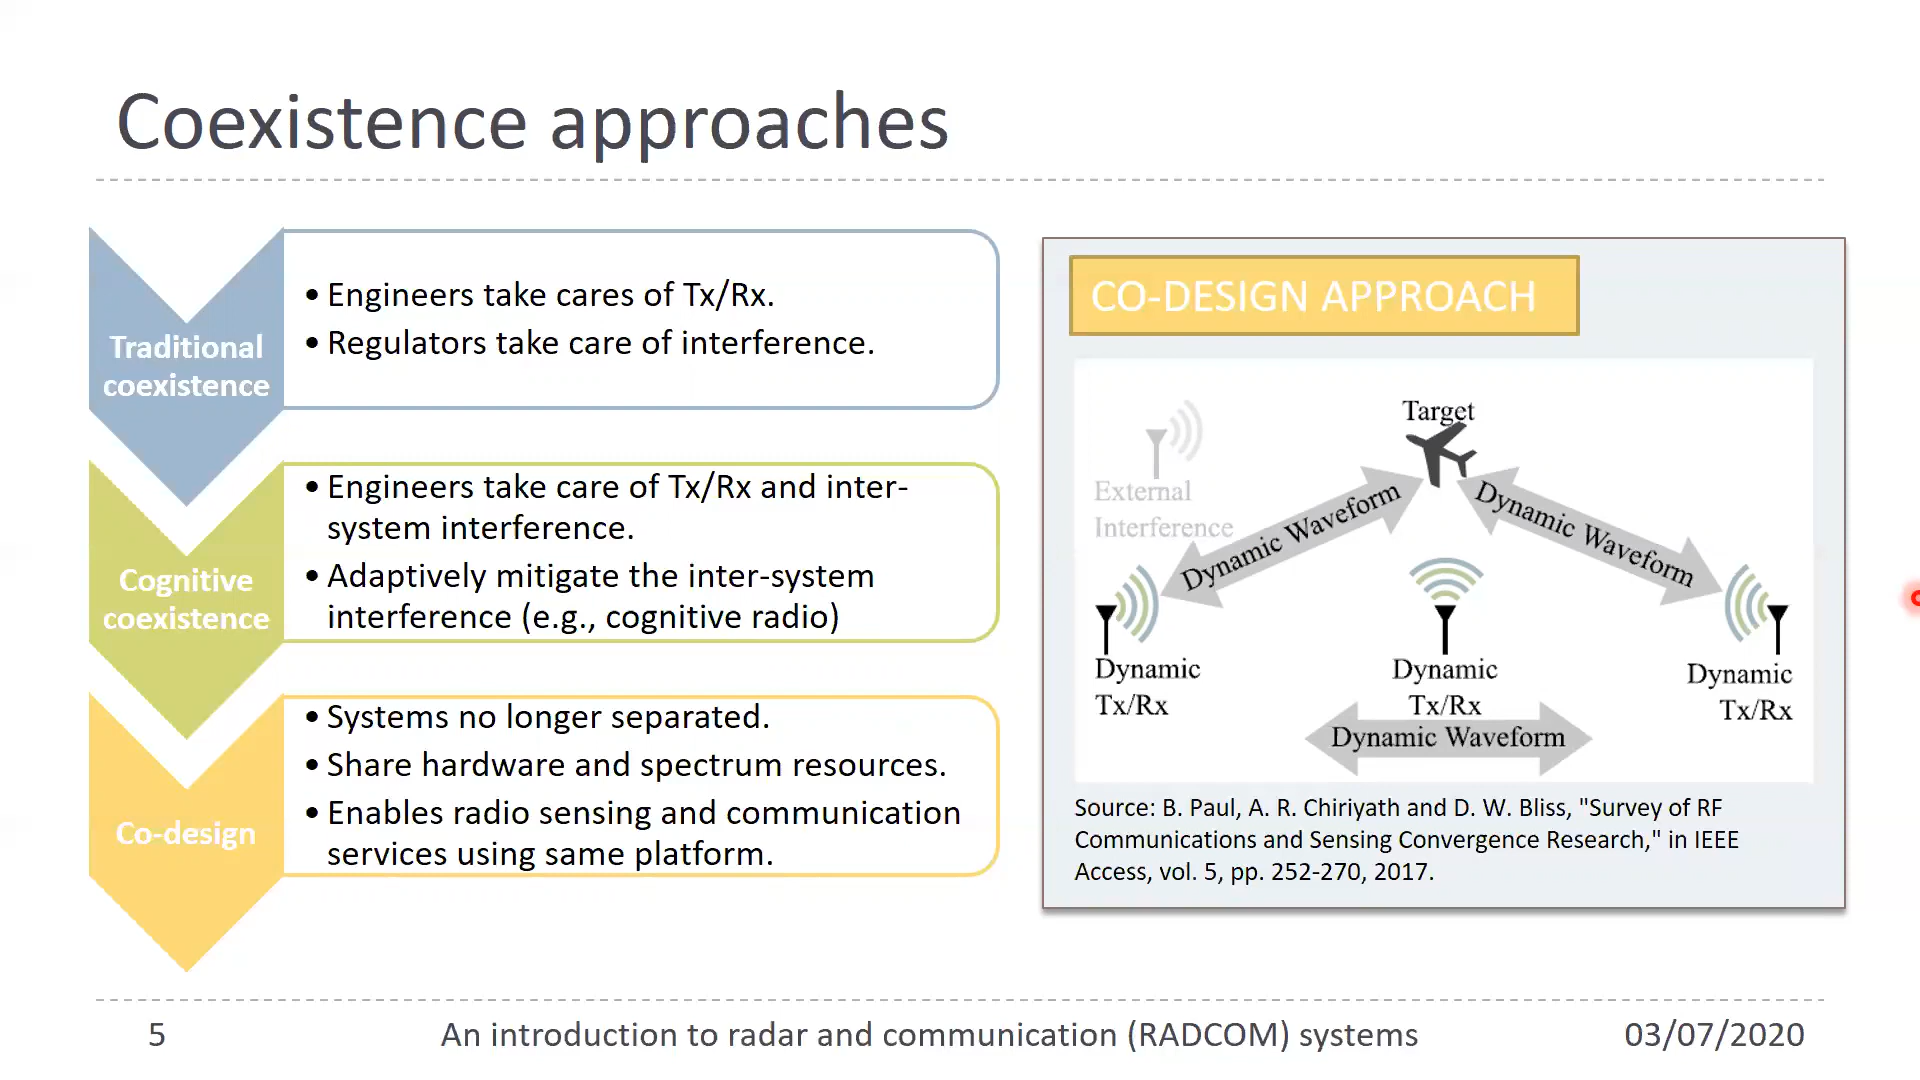 Coexistence approaches
Traditional
coexistence
• Engineers take cares of Tx/Rx.
• Regulators take care of interference.
Cognitive
coexistence
• Engineers take care of Tx/Rx and inter-
system interference.
• Adaptively mitigate the inter-system
interference (e.g., cognitive radio)
Co-design
• Systems no longer separated.
• Share hardware and spectrum resources.
• Enables radio sensing and communication
services using same platform.
CO-DESIGN APPROACH
Target
External
Interference
Dynamic Waveform
Dynamic Waveform
Dynamic
Tx/Rx
Dynamic
Tx/Rx
Dynamic
Tx/Rx
Dynamic Waveform
Source: B. Paul, A. R. Chiriyath and D. W. Bliss, "Survey of RF
Communications and Sensing Convergence Research," in IEEE
Access, vol. 5, pp. 252-270, 2017.
5
An introduction to radar and communication (RADCOM) systems
03/07/2020